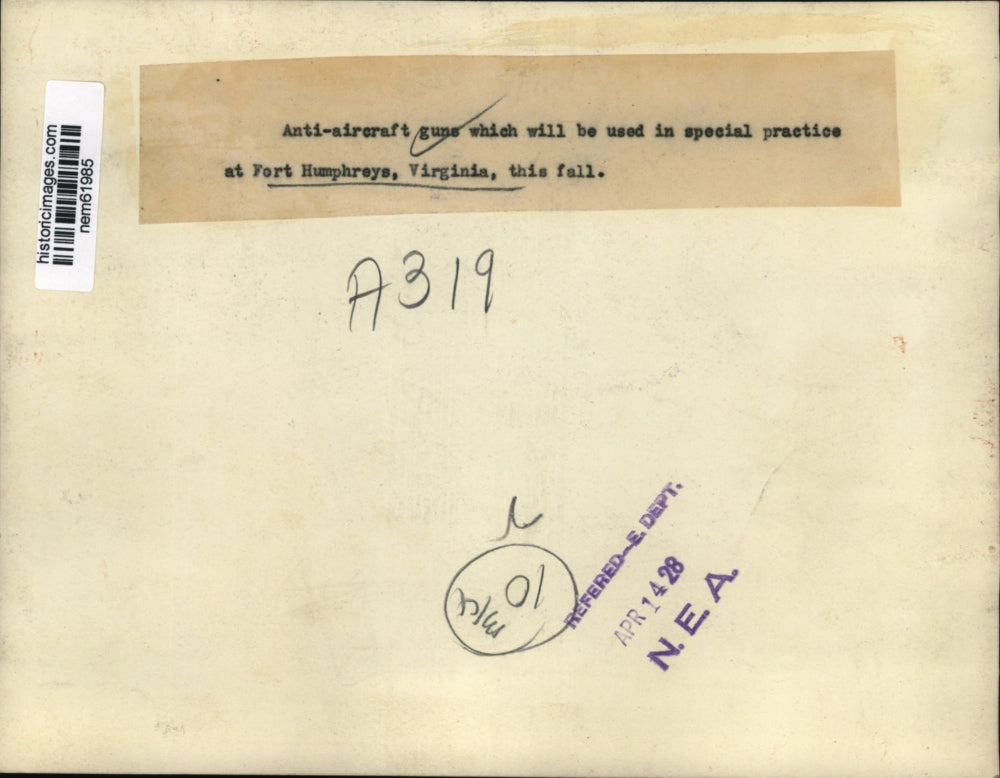 historicimages.com
nem61985
Anti-aircraft guns which will be used in special practice
at Fort Humphreys, Virginia, this fall.
A319
10
REFERED—E. DEPT.
APR 14 28
N. E. A.